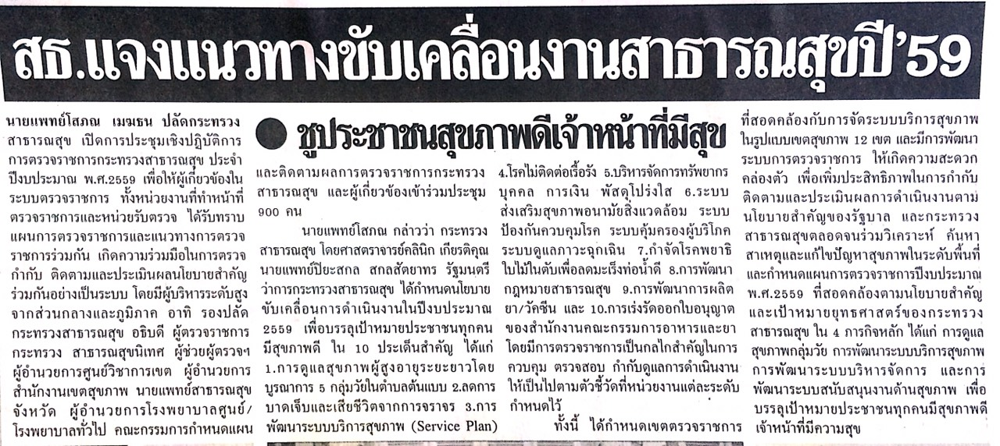 สธ.แจงแนวทางขับเคลื่อนงานสาธารณสุขปี'59
● ชูประชาชนสุขภาพดีเจ้าหน้าที่มีสุข
นายแพทย์โสภณ เมฆธน ปลัดกระทรวง
สาธารณสุข เปิดการประชุมเชิงปฏิบัติการ
การตรวจราชการกระทรวงสาธารณสุข ประจำ
ปีงบประมาณ พ.ศ.2559 เพื่อให้ผู้เกี่ยวข้องใน
ระบบตรวจราชการ ทั้งหน่วยงานที่ทำหน้าที่
ตรวจราชการและหน่วยรับตรวจ ได้รับทราบ
แผนการตรวจราชการและแนวทางการตรวจ
ราชการร่วมกัน เกิดความร่วมมือในการตรวจ
กำกับ ติดตามและประเมินผลนโยบายสำคัญ
ร่วมกันอย่างเป็นระบบ โดยมีผู้บริหารระดับสูง
จากส่วนกลางและภูมิภาค อาทิ รองปลัด
กระทรวงสาธารณสุข อธิบดี ผู้ตรวจราชการ
กระทรวง สาธารณสุขนิเทศ ผู้ช่วยผู้ตรวจฯ
ผู้อำนวยการศูนย์วิชาการเขต ผู้อำนวยการ
สำนักงานเขตสุขภาพ นายแพทย์สาธารณสุข
จังหวัด ผู้อำนวยการโรงพยาบาลศูนย์/
โรงพยาบาลทั่วไป คณะกรรมการกำหนดแผน
และติดตามผลการตรวจราชการกระทรวง
สาธารณสุข และผู้เกี่ยวข้องเข้าร่วมประชุม
900 คน
นายแพทย์โสภณ กล่าวว่า กระทรวง
สาธารณสุข โดยศาสตราจารย์คลินิก เกียรติคุณ
นายแพทย์ปิยะสกล สกลสัตยาทร รัฐมนตรี
ว่าการกระทรวงสาธารณสุข ได้กำหนดนโยบาย
ขับเคลื่อนการดำเนินงานในปีงบประมาณ
2559 เพื่อบรรลุเป้าหมายประชาชนทุกคน
มีสุขภาพดี ใน 10 ประเด็นสำคัญ ได้แก่
1.การดูแลสุขภาพผู้สูงอายุระยะยาวโดย
บูรณาการ 5 กลุ่มวัยในตำบลต้นแบบ 2.ลดการ
บาดเจ็บและเสียชีวิตจากการจราจร 3.การ
พัฒนาระบบบริการสุขภาพ (Service Plan)
4.โรคไม่ติดต่อเรื้อรัง 5.บริหารจัดการทรัพยากร
บุคคล การเงิน พัสดุโปร่งใส 6.ระบบ
ส่งเสริมสุขภาพอนามัยสิ่งแวดล้อม ระบบ
ป้องกันควบคุมโรค ระบบคุ้มครองผู้บริโภค
ระบบดูแลภาวะฉุกเฉิน 7.กำจัดโรคพยาธิ
ใบไม้ในตับเพื่อลดมะเร็งท่อน้ำดี 8.การพัฒนา
กฎหมายสาธารณสุข 9.การพัฒนาการผลิต
ยา/วัคซีน และ 10.การเร่งรัดออกใบอนุญาต
ของสำนักงานคณะกรรมการอาหารและยา
โดยมีการตรวจราชการเป็นกลไกสำคัญในการ
ควบคุม ตรวจสอบ กำกับดูแลการดำเนินงาน
ให้เป็นไปตามตัวชี้วัดที่หน่วยงานแต่ละระดับ
กำหนดไว้
ทั้งนี้ ได้กำหนดเขตตรวจราชการ
ที่สอดคล้องกับการจัดระบบบริการสุขภาพ
ในรูปแบบเขตสุขภาพ 12 เขต และมีการพัฒนา
ระบบการตรวจราชการ ให้เกิดความสะดวก
คล่องตัว เพื่อเพิ่มประสิทธิภาพในการกำกับ
ติดตามและประเมินผลการดำเนินงานตาม
นโยบายสำคัญของรัฐบาล และกระทรวง
สาธารณสุขตลอดจนร่วมวิเคราะห์ ค้นหา
สาเหตุและแก้ไขปัญหาสุขภาพในระดับพื้นที่
และกำหนดแผนการตรวจราชการปีงบประมาณ
พ.ศ.2559 ที่สอดคล้องตามนโยบายสำคัญ
และเป้าหมายยุทธศาสตร์ของกระทรวง
สาธารณสุข ใน 4 ภารกิจหลัก ได้แก่ การดูแล
สุขภาพกลุ่มวัย การพัฒนาระบบบริการสุขภาพ
การพัฒนาระบบบริหารจัดการ และการ
พัฒนาระบบสนับสนุนงานด้านสุขภาพ เพื่อ
บรรลุเป้าหมายประชาชนทุกคนมีสุขภาพดี
เจ้าหน้าที่มีความสุข